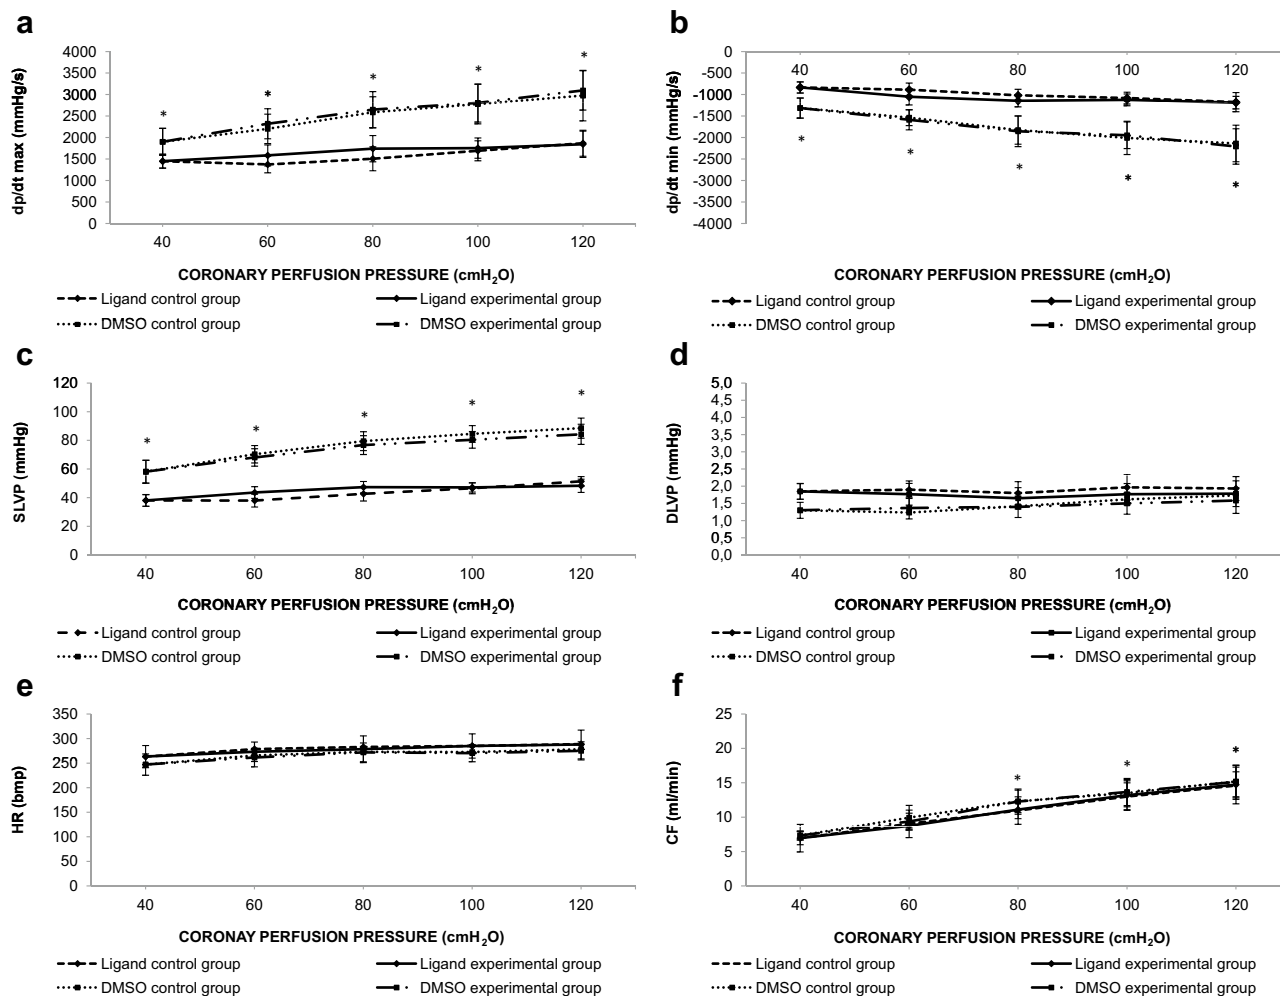 a
4000
3500
3000
2500
2000
1500
1000
500
0
dp/dt max (mmHg/s)
* * * * *
40 60 80 100 120
CORONARY PERFUSION PRESSURE (cmH₂O)
Ligand control group Ligand experimental group
DMSO control group DMSO experimental group
b
0
-500
-1000
-1500
-2000
-2500
-3000
-3500
-4000
dp/dt min (mmHg/s)
40 60 80 100 120
* * * * *
CORONARY PERFUSION PRESSURE (cmH₂O)
Ligand control group Ligand experimental group
DMSO control group DMSO experimental group
c
120
100
80
60
40
20
0
SLVP (mmHg)
* * * * *
40 60 80 100 120
CORONARY PERFUSION PRESSURE (cmH₂O)
Ligand control group Ligand experimental group
DMSO control group DMSO experimental group
d
5,0
4,5
4,0
3,5
3,0
2,5
2,0
1,5
1,0
0,5
0,0
DLVP (mmHg)
40 60 80 100 120
CORONARY PERFUSION PRESSURE (cmH₂O)
Ligand control group Ligand experimental group
DMSO control group DMSO experimental group
e
350
300
250
200
150
100
50
0
HR (bmp)
40 60 80 100 120
CORONAY PERFUSION PRESSURE (cmH₂O)
Ligand control group Ligand experimental group
DMSO control group DMSO experimental group
f
25
20
15
10
5
0
CF (ml/min)
* * *
40 60 80 100 120
CORONARY PERFUSION PRESSURE (cmH₂O)
Ligand control group Ligand experimental group
DMSO control group DMSO experimental group